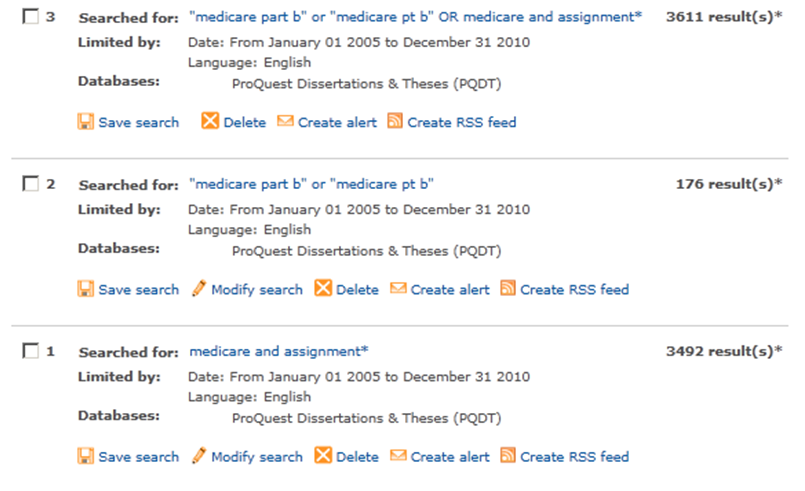 3 Searched for: "medicare part b" or "medicare pt b" OR medicare and assignment* 3611 result(s)*
Limited by: Date: From January 01 2005 to December 31 2010
Language: English
Databases: ProQuest Dissertations & Theses (PQDT)
Save search Delete Create alert Create RSS feed
2 Searched for: "medicare part b" or "medicare pt b" 176 result(s)*
Limited by: Date: From January 01 2005 to December 31 2010
Language: English
Databases: ProQuest Dissertations & Theses (PQDT)
Save search Modify search Delete Create alert Create RSS feed
1 Searched for: medicare and assignment* 3492 result(s)*
Limited by: Date: From January 01 2005 to December 31 2010
Language: English
Databases: ProQuest Dissertations & Theses (PQDT)
Save search Modify search Delete Create alert Create RSS feed